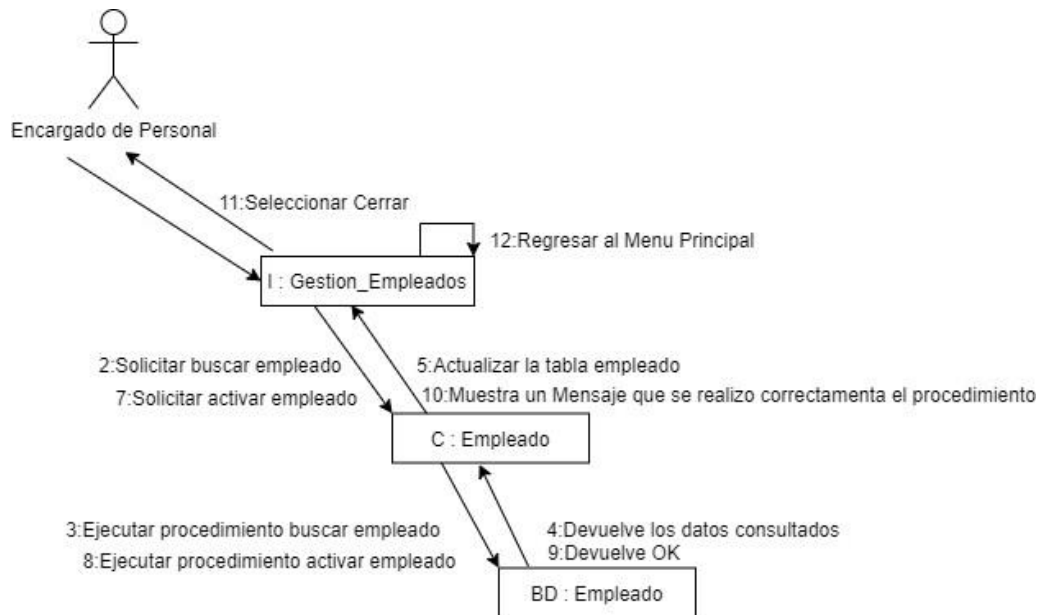 Encargado de Personal
11:Seleccionar Cerrar
12:Regresar al Menu Principal
I : Gestion_Empleados
2:Solicitar buscar empleado
5:Actualizar la tabla empleado
7:Solicitar activar empleado
10:Muestra un Mensaje que se realizo correctamenta el procedimiento
C : Empleado
3:Ejecutar procedimiento buscar empleado
4:Devuelve los datos consultados
8:Ejecutar procedimiento activar empleado
9:Devuelve OK
BD : Empleado